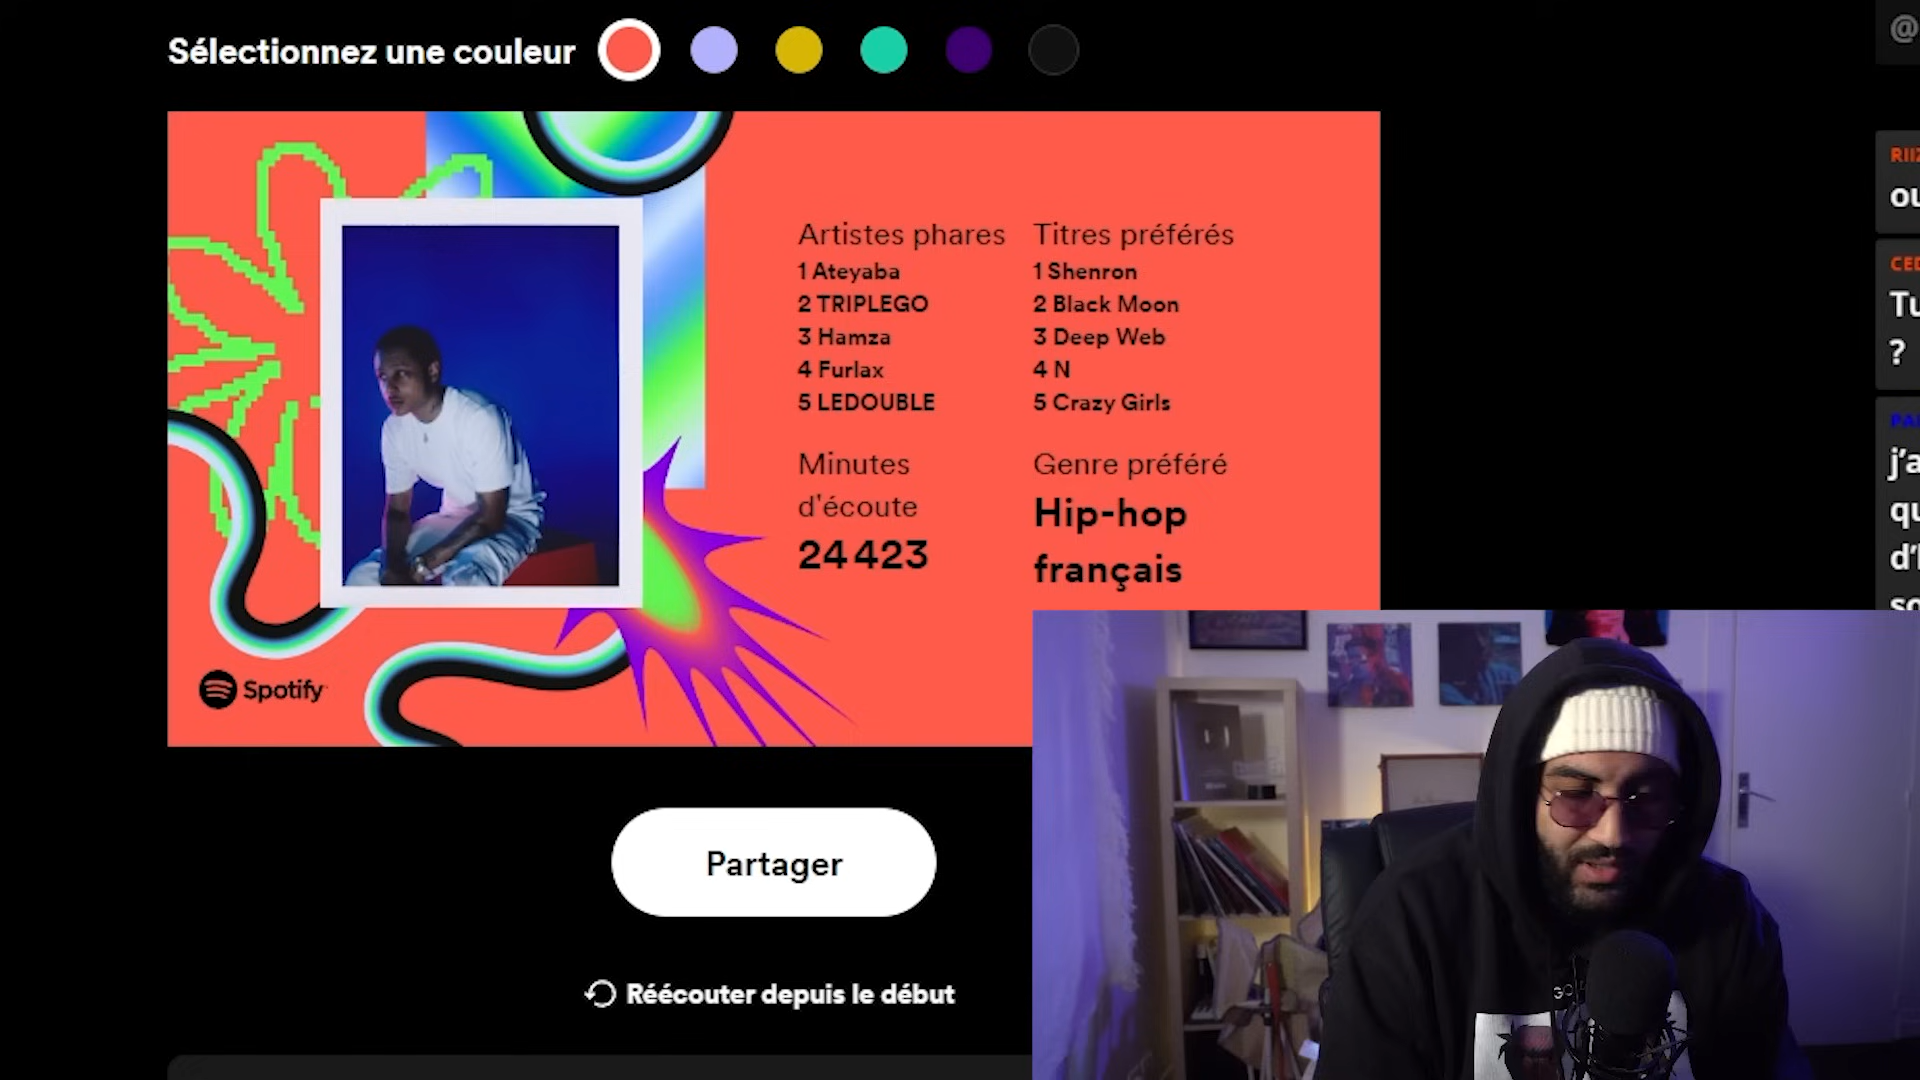 Sélectionnez une couleur
Artistes phares
1 Ateyaba
2 TRIPLEGO
3 Hamza
4 Furlax
5 LEDOUBLE
Titres préférés
1 Shenron
2 Black Moon
3 Deep Web
4 N
5 Crazy Girls
Minutes
d'écoute
24 423
Genre préféré
Hip-hop
français
Spotify
Partager
Réécouter depuis le début
@
Tu
?